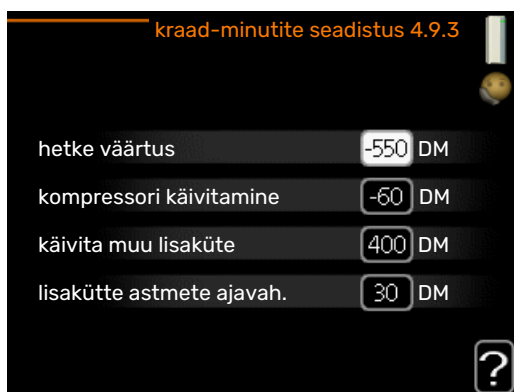 kraad-minutite seadistus 4.9.3
hetke väärtus -550 DM
kompressori käivitamine -60 DM
käivita muu lisaküte 400 DM
lisakütte astmete ajavah. 30 DM
?